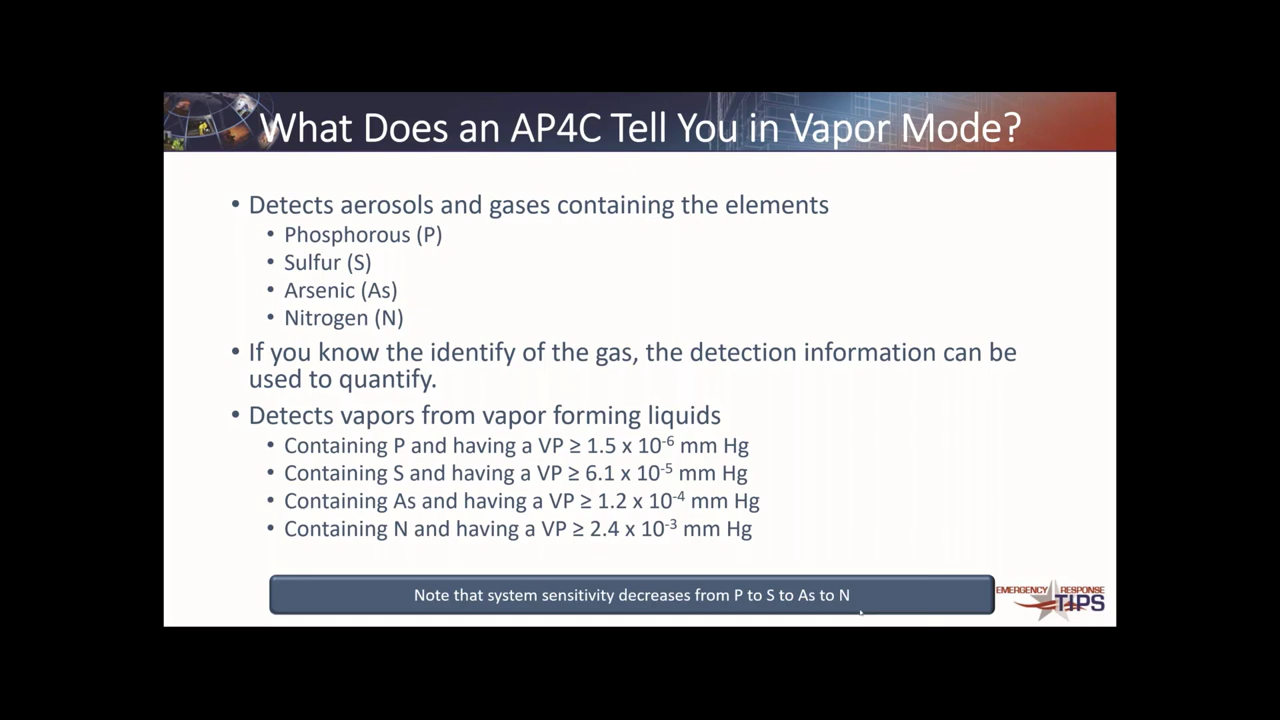 What Does an AP4C Tell You in Vapor Mode?
• Detects aerosols and gases containing the elements
• Phosphorous (P)
• Sulfur (S)
• Arsenic (As)
• Nitrogen (N)
• If you know the identify of the gas, the detection information can be
used to quantify.
• Detects vapors from vapor forming liquids
• Containing P and having a VP ≥ 1.5 x 10⁻⁶ mm Hg
• Containing S and having a VP ≥ 6.1 x 10⁻⁵ mm Hg
• Containing As and having a VP ≥ 1.2 x 10⁻⁴ mm Hg
• Containing N and having a VP ≥ 2.4 x 10⁻³ mm Hg
Note that system sensitivity decreases from P to S to As to N
EMERGENCY RESPONSE
TIPS